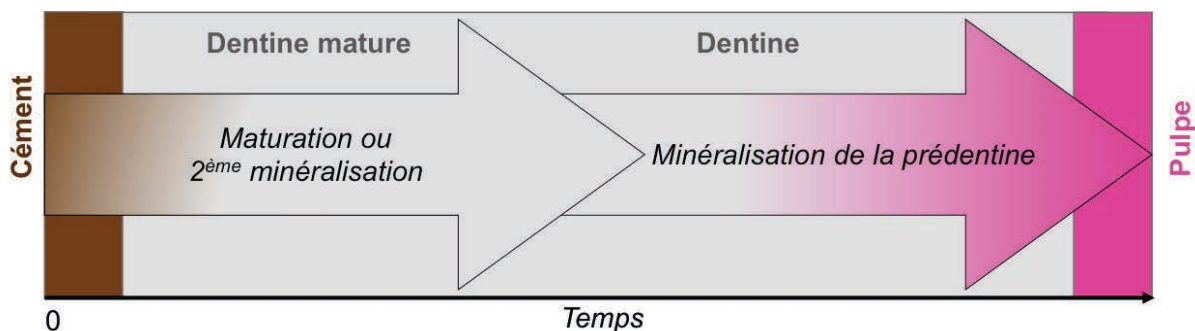 Cément
Dentine mature
Dentine
Maturation ou
2ème minéralisation
Minéralisation de la prédentine
Pulpe
0
Temps